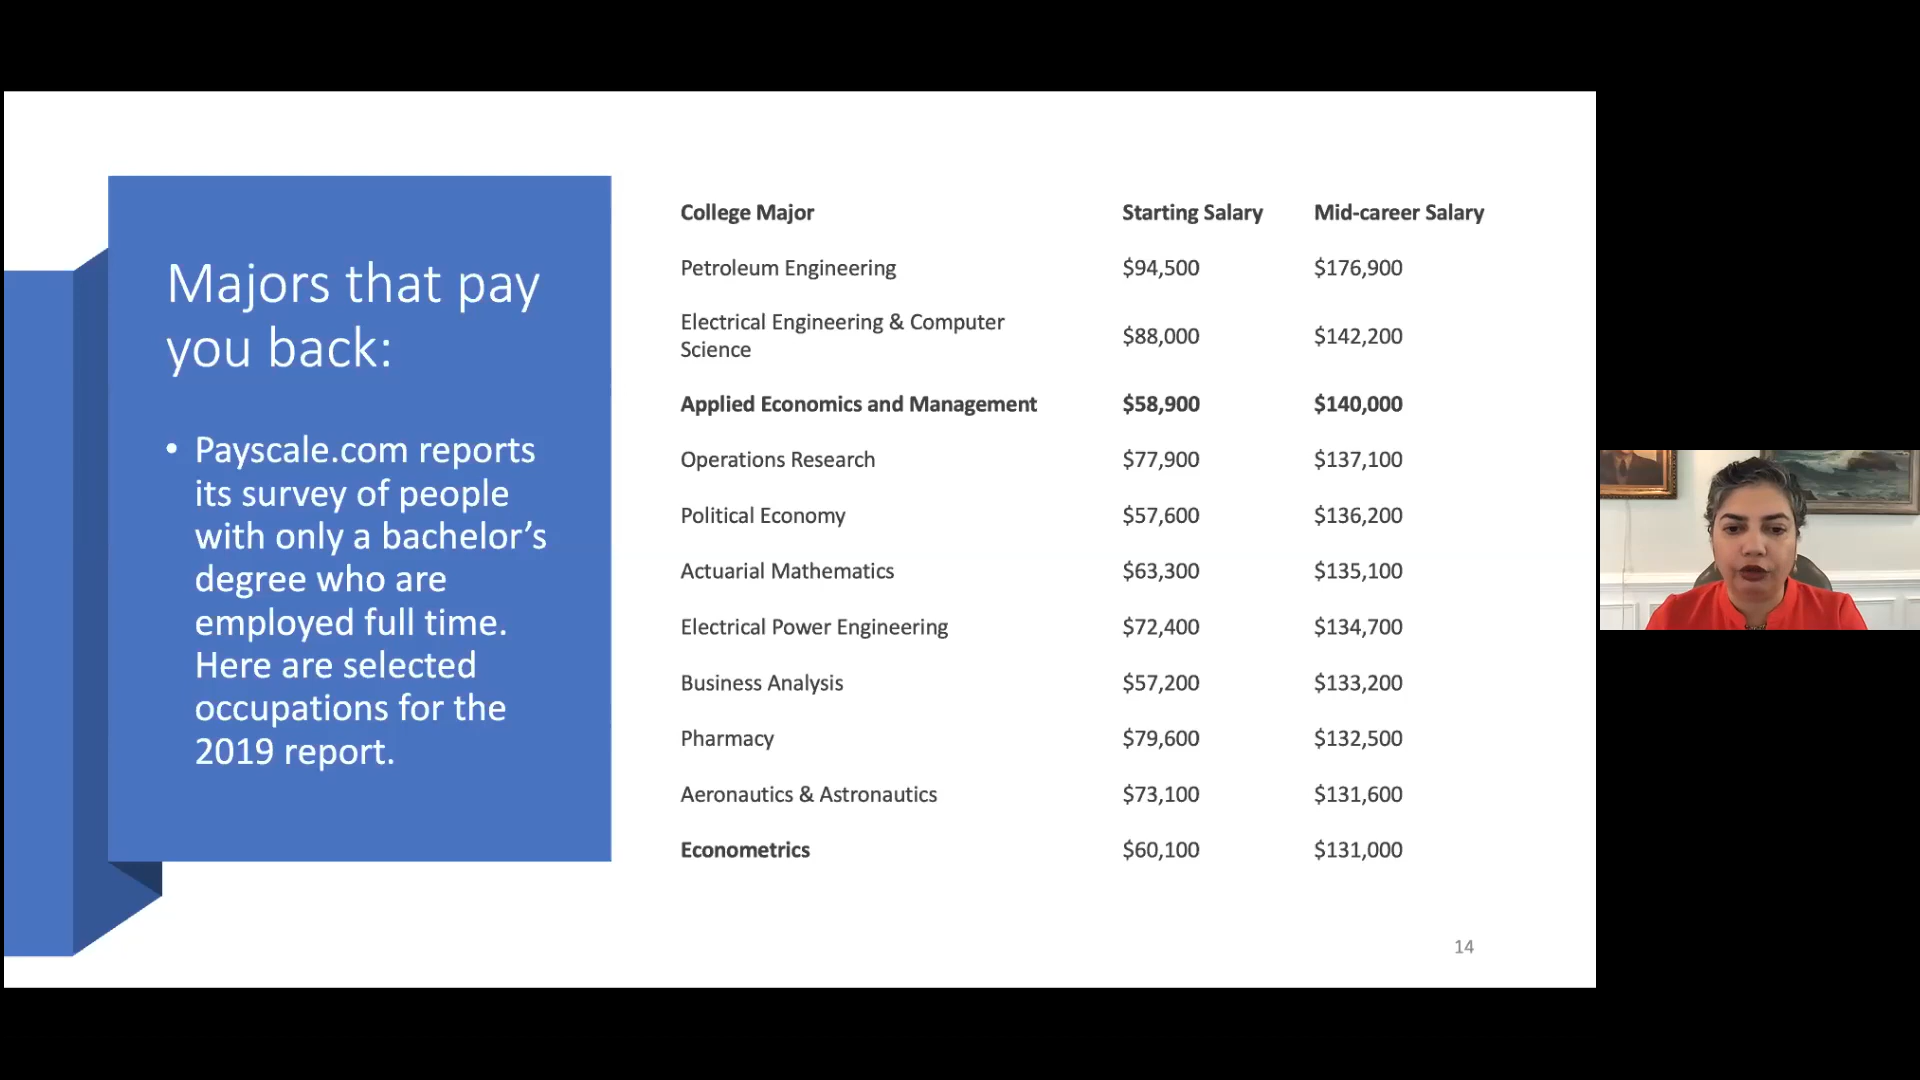 Majors that pay
you back:
• Payscale.com reports
its survey of people
with only a bachelor’s
degree who are
employed full time.
Here are selected
occupations for the
2019 report.
College Major Starting Salary Mid-career Salary
Petroleum Engineering $94,500 $176,900
Electrical Engineering & Computer
Science $88,000 $142,200
Applied Economics and Management $58,900 $140,000
Operations Research $77,900 $137,100
Political Economy $57,600 $136,200
Actuarial Mathematics $63,300 $135,100
Electrical Power Engineering $72,400 $134,700
Business Analysis $57,200 $133,200
Pharmacy $79,600 $132,500
Aeronautics & Astronautics $73,100 $131,600
Econometrics $60,100 $131,000
14